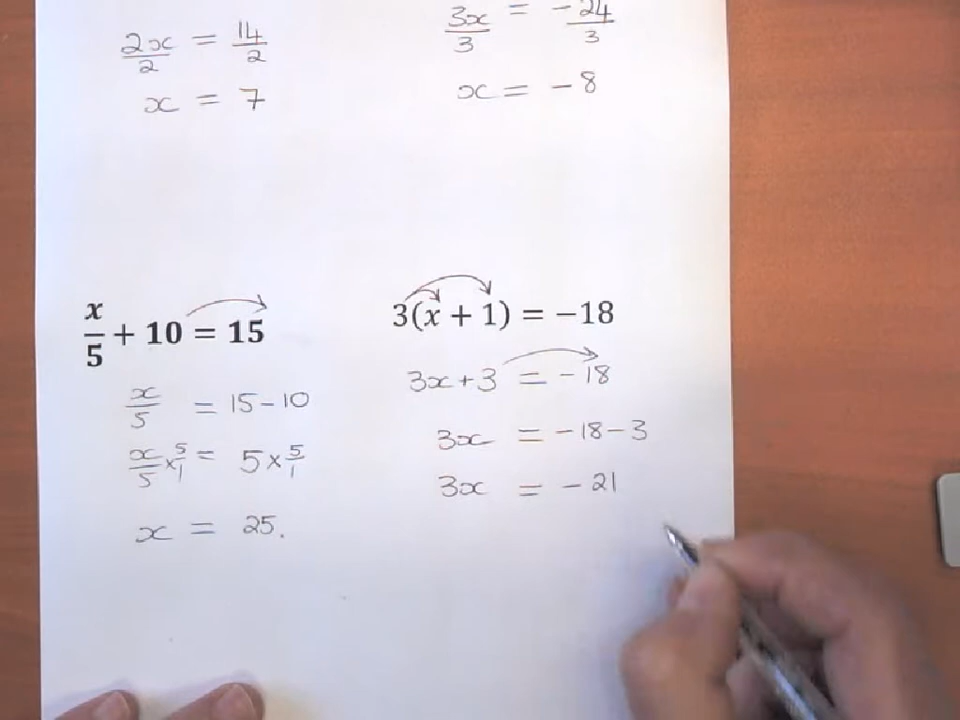 2x/2 = 14/2
x = 7
3x/3 = -24/3
x = -8
x/5 + 10 = 15
x/5 = 15-10
x/5 × 5/1 = 5 × 5/1
x = 25.
3(x + 1) = −18
3x+3 = -18
3x = -18-3
3x = -21